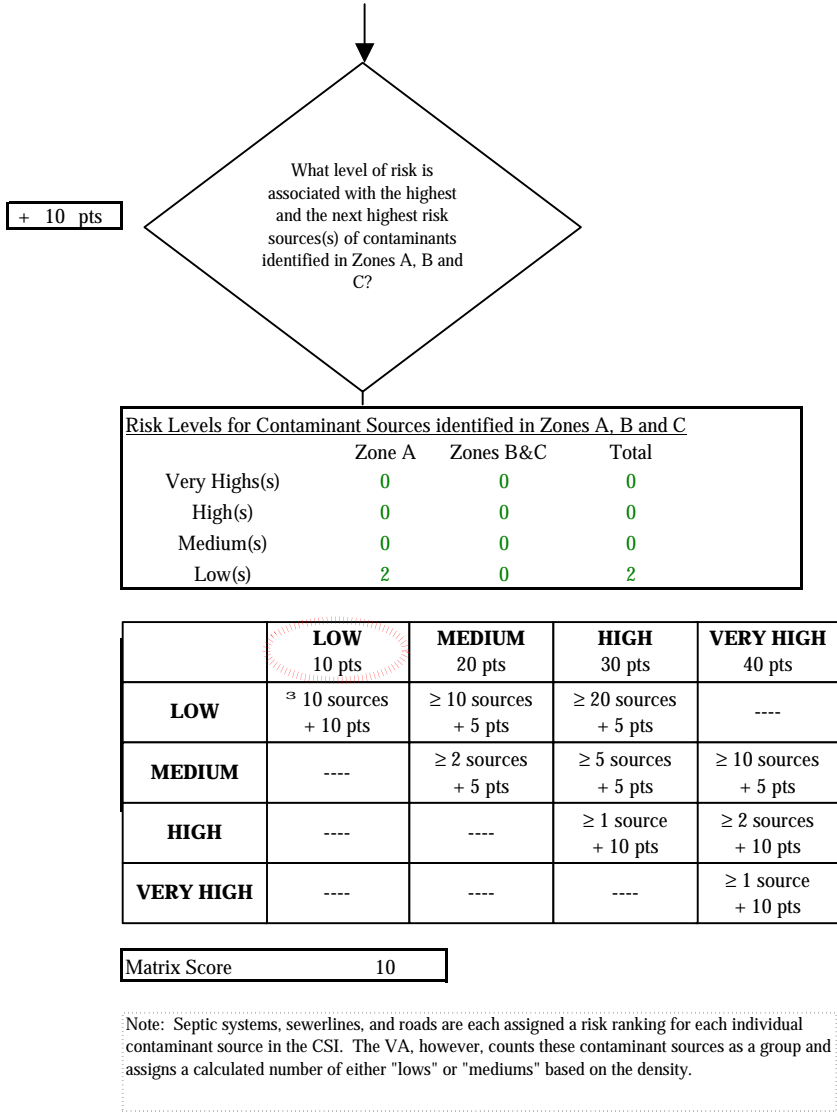 What level of risk is
associated with the highest
and the next highest risk
sources(s) of contaminants
identified in Zones A, B and
C?
+ 10 pts
Risk Levels for Contaminant Sources identified in Zones A, B and C
Zone A Zones B&C Total
Very Highs(s) 0 0 0
High(s) 0 0 0
Medium(s) 0 0 0
Low(s) 2 0 2
LOW MEDIUM HIGH VERY HIGH
10 pts 20 pts 30 pts 40 pts
LOW
³ 10 sources ≥ 10 sources ≥ 20 sources ----
+ 10 pts + 5 pts + 5 pts
MEDIUM
---- ≥ 2 sources ≥ 5 sources ≥ 10 sources
+ 5 pts + 5 pts + 5 pts
HIGH
---- ---- ≥ 1 source ≥ 2 sources
+ 10 pts + 10 pts
VERY HIGH
---- ---- ---- ≥ 1 source
+ 10 pts
Matrix Score 10
Note: Septic systems, sewerlines, and roads are each assigned a risk ranking for each individual
contaminant source in the CSI. The VA, however, counts these contaminant sources as a group and
assigns a calculated number of either "lows" or "mediums" based on the density.